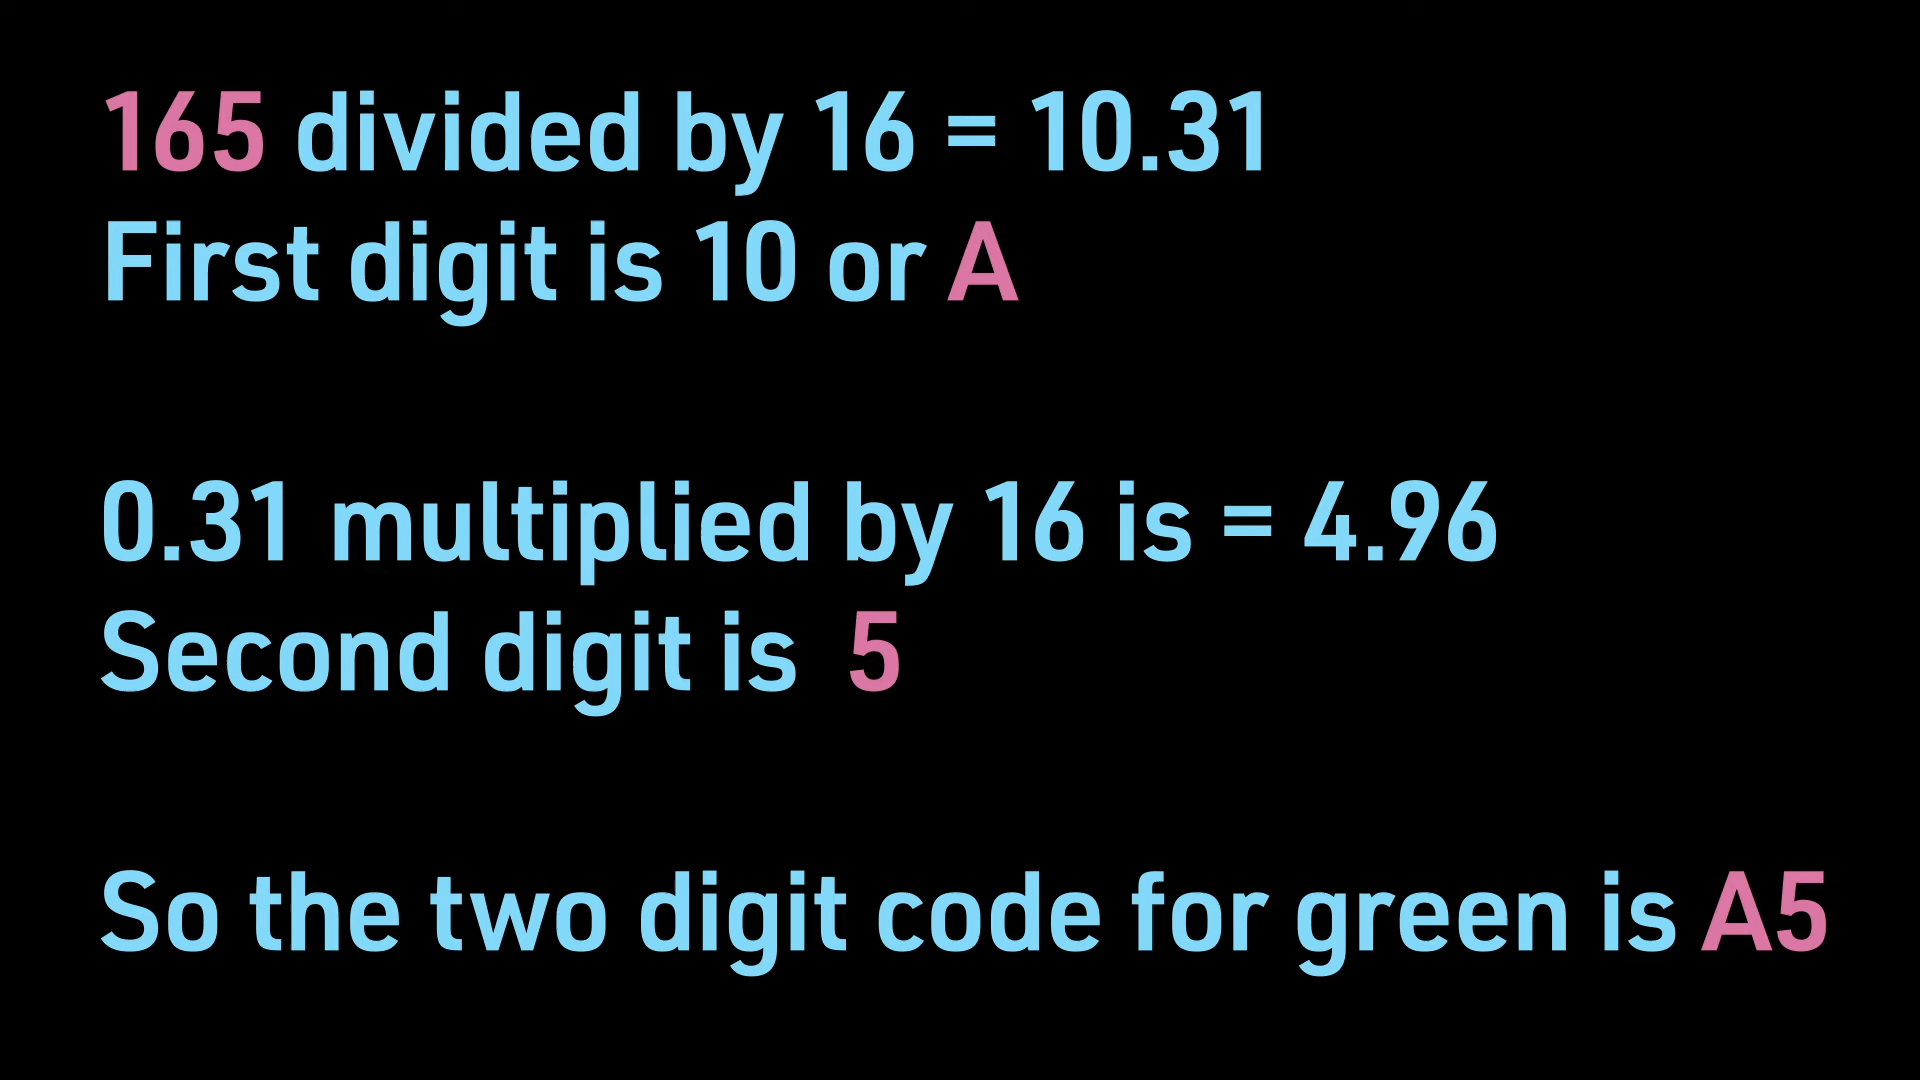 165 divided by 16 = 10.31
First digit is 10 or A
0.31 multiplied by 16 is = 4.96
Second digit is 5
So the two digit code for green is A5